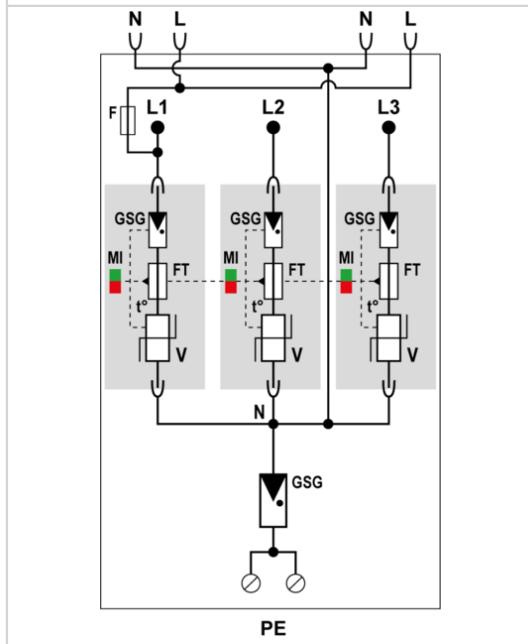 N L N L
F L1 L2 L3
GSG GSG GSG
MI FT MI FT MI FT
t° t° t°
V V V
N
GSG
PE